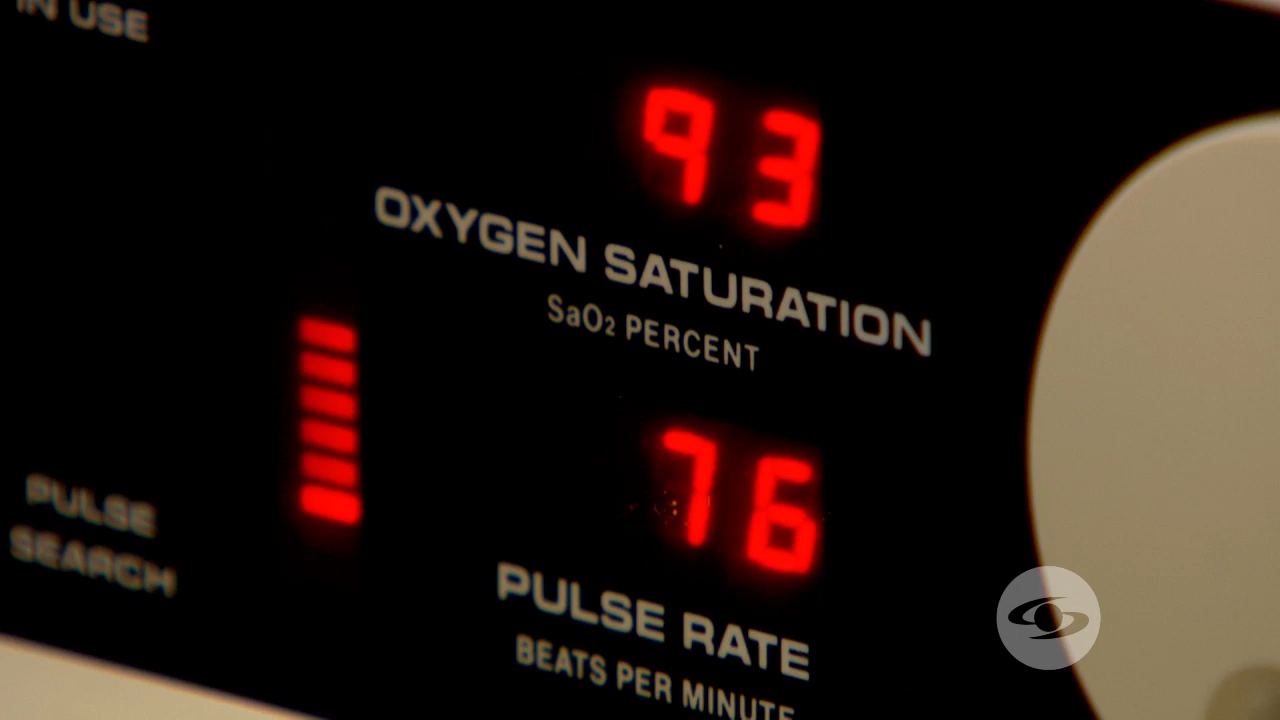 IN USE
93
OXYGEN SATURATION
SaO2 PERCENT
76
PULSE
SEARCH
PULSE RATE
BEATS PER MINUTE